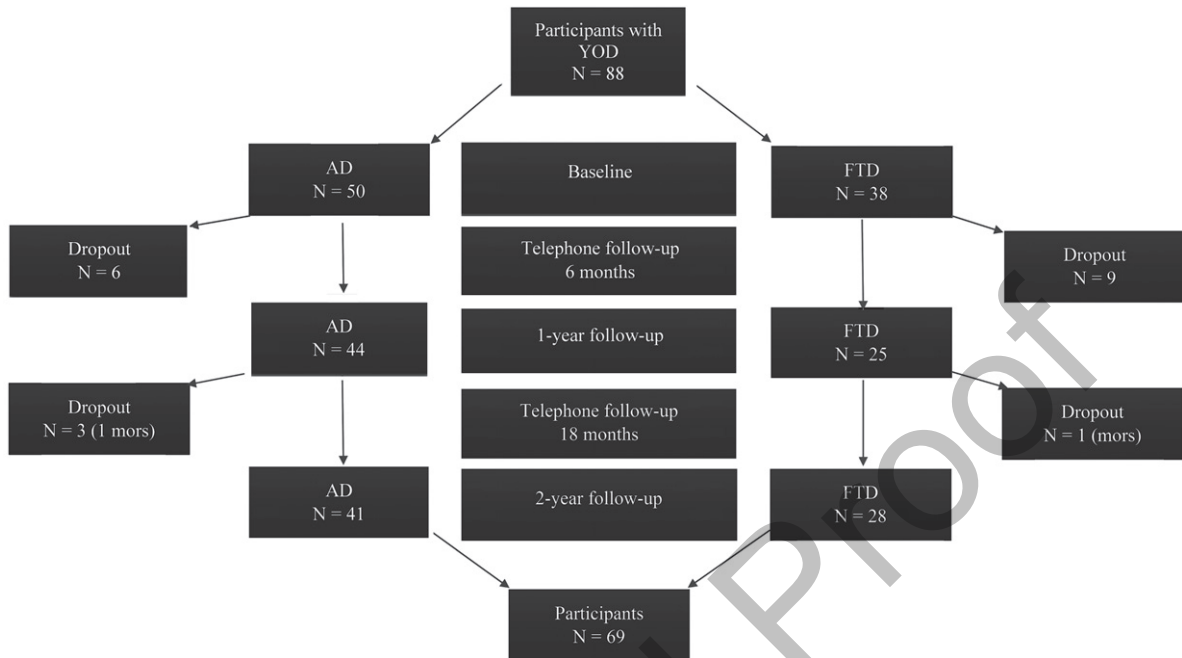 Participants with
YOD
N = 88
AD
N = 50
Baseline
FTD
N = 38
Dropout
N = 6
Telephone follow-up
6 months
Dropout
N = 9
AD
N = 44
1-year follow-up
FTD
N = 25
Dropout
N = 3 (1 mors)
Telephone follow-up
18 months
Dropout
N = 1 (mors)
AD
N = 41
2-year follow-up
FTD
N = 28
Participants
N = 69
Proof